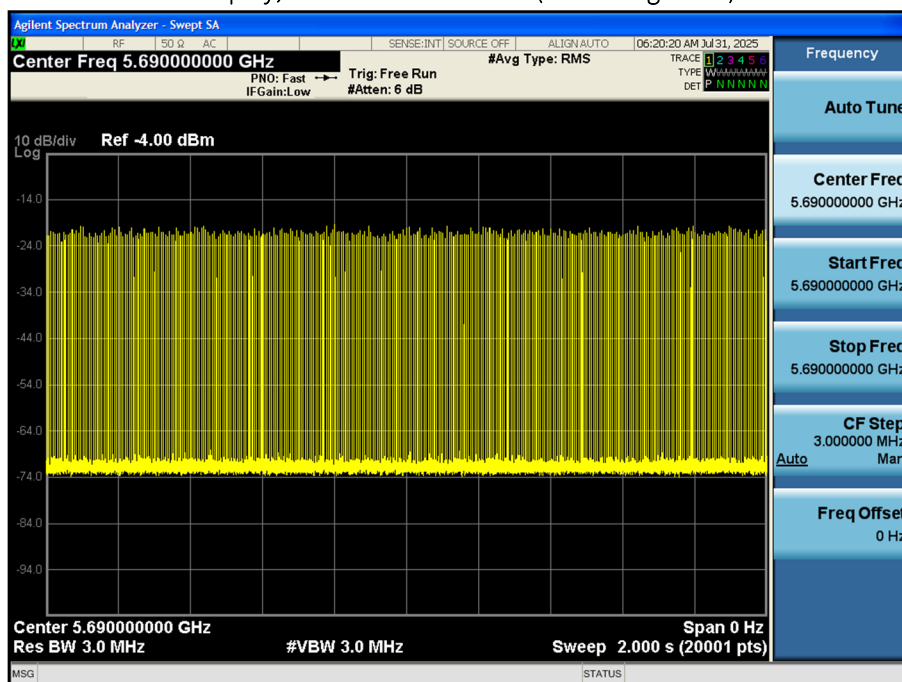 Agilent Spectrum Analyzer - Swept SA
LXI RF 50 Ω AC SENSE:INT SOURCE OFF ALIGN AUTO 06:20:20 AM Jul 31, 2025
Center Freq 5.690000000 GHz
PNO: Fast
IFGain:Low
Trig: Free Run
#Atten: 6 dB
#Avg Type: RMS
TRACE 1 2 3 4 5 6
TYPE W
DET P N N N N N
10 dB/div Ref -4.00 dBm
Log
-14.0
-24.0
-34.0
-44.0
-54.0
-64.0
-74.0
-84.0
-94.0
Center 5.690000000 GHz Span 0 Hz
Res BW 3.0 MHz #VBW 3.0 MHz Sweep 2.000 s (20001 pts)
MSG STATUS
Frequency
Auto Tune
Center Freq
5.690000000 GHz
Start Freq
5.690000000 GHz
Stop Freq
5.690000000 GHz
CF Step
3.000000 MHz
Auto Man
Freq Offset
0 Hz